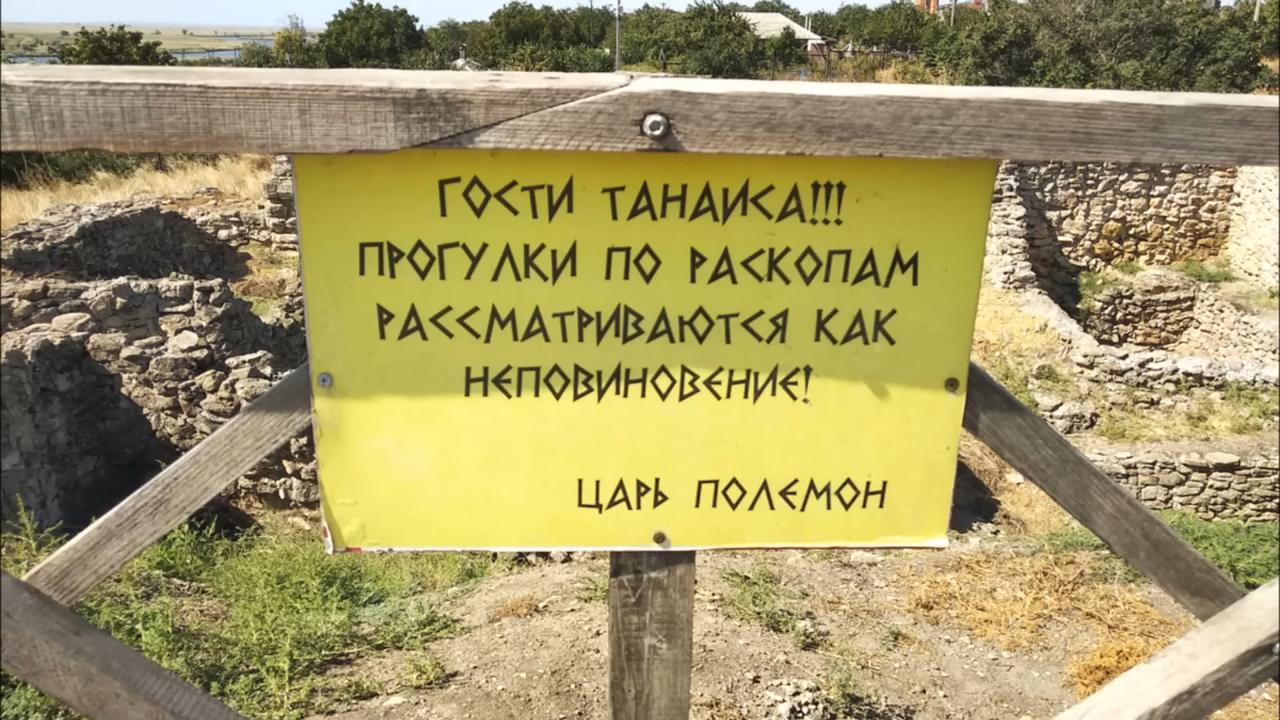 ГОСТИ ТАНАИСА!!!
ПРОГУЛКИ ПО РАСКОПАМ
РАССМАТРИВАЮТСЯ КАК
НЕПОВИНОВЕНИЕ!
ЦАРЬ ПОЛЕМОН